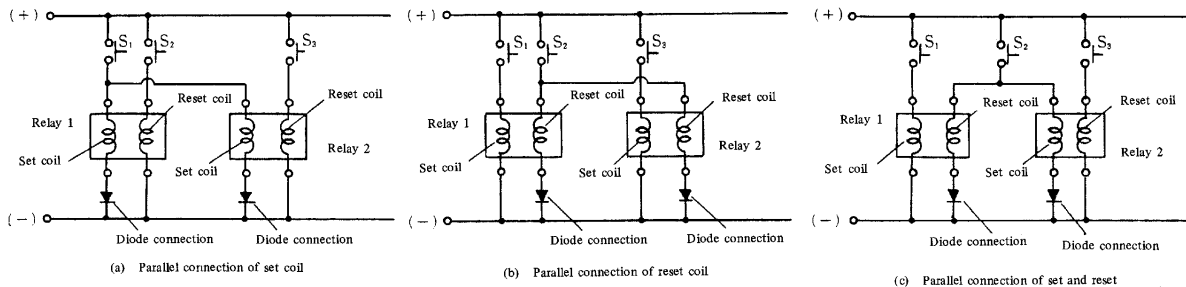 (+)
S₁
S₂
S₃
Reset coil
Reset coil
Relay 1
Set coil
Set coil
Relay 2
(−)
Diode connection
Diode connection
(a) Parallel connection of set coil
(+)
S₁
S₂
S₃
Reset coil
Reset coil
Relay 1
Set coil
Set coil
Relay 2
(−)
Diode connection
Diode connection
(b) Parallel connection of reset coil
(+)
S₁
S₂
S₃
Reset coil
Reset coil
Relay 1
Set coil
Set coil
Relay 2
(−)
Diode connection
Diode connection
(c) Parallel connection of set and reset